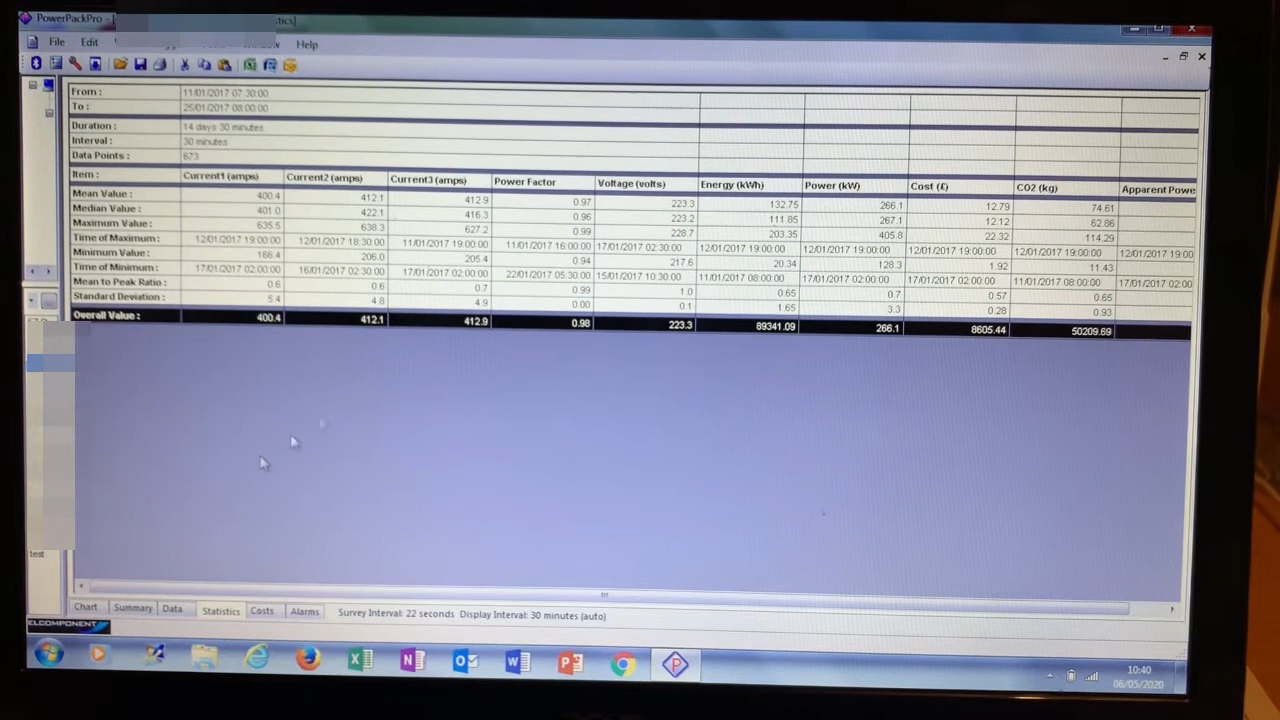 PowerPackPro - [ tics]
File Edit Help
From : 11/01/2017 07:30:00
To : 25/01/2017 08:00:00
Duration : 14 days 30 minutes
Interval : 30 minutes
Data Points : 673
Item : Current1 (amps) Current2 (amps) Current3 (amps) Power Factor Voltage (volts) Energy (kWh) Power (kW) Cost (£) CO2 (kg) Apparent Powe
Mean Value : 400.4 412.1 412.9 0.97 223.3 132.75 266.1 12.79 74.61
Median Value : 401.0 422.1 416.3 0.96 223.2 111.85 267.1 12.12 62.86
Maximum Value : 635.5 638.3 627.2 0.99 228.7 203.35 405.8 22.32 114.29
Time of Maximum : 12/01/2017 19:00:00 12/01/2017 18:30:00 11/01/2017 19:00:00 11/01/2017 16:00:00 17/01/2017 02:30:00 12/01/2017 19:00:00 12/01/2017 19:00:00 12/01/2017 19:00:00 12/01/2017 19:00:00 12/01/2017 19:00
Minimum Value : 166.4 206.0 205.4 0.94 217.6 20.34 128.3 1.92 11.43
Time of Minimum : 17/01/2017 02:00:00 16/01/2017 02:30:00 17/01/2017 02:00:00 22/01/2017 05:30:00 15/01/2017 10:30:00 11/01/2017 08:00:00 17/01/2017 02:00:00 17/01/2017 02:00:00 11/01/2017 08:00:00 17/01/2017 02:00
Mean to Peak Ratio : 0.6 0.6 0.7 0.99 1.0 0.65 0.7 0.57 0.65
Standard Deviation : 5.4 4.8 4.9 0.00 0.1 1.65 3.3 0.28 0.93
Overall Value : 400.4 412.1 412.9 0.98 223.3 89341.09 266.1 8605.44 50209.69
test
Chart Summary Data Statistics Costs Alarms Survey Interval: 22 seconds Display Interval: 30 minutes (auto)
ELCOMPONENT
10:40
06/05/2020